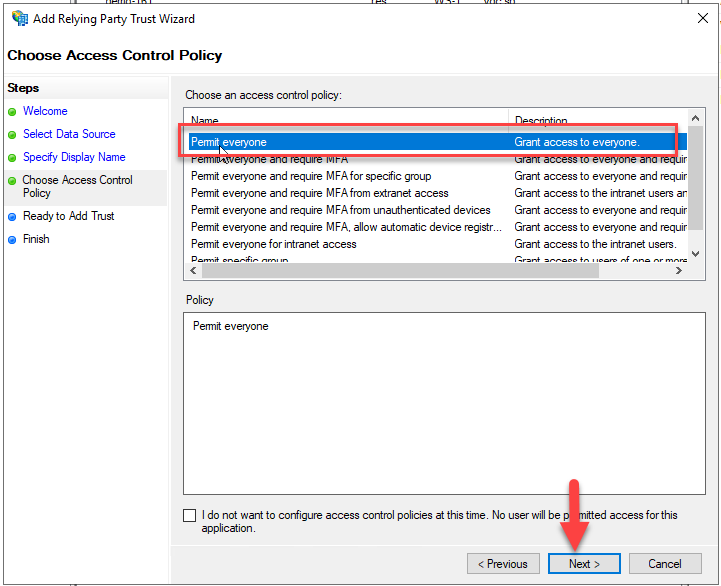 Add Relying Party Trust Wizard
Choose Access Control Policy
Steps
Welcome
Select Data Source
Specify Display Name
Choose Access Control
Policy
Ready to Add Trust
Finish
Choose an access control policy:
Name Description
Permit everyone Grant access to everyone.
Permit everyone and require MFA Grant access to everyone and requir
Permit everyone and require MFA for specific group Grant access to everyone and requir
Permit everyone and require MFA from extranet access Grant access to the intranet users an
Permit everyone and require MFA from unauthenticated devices Grant access to everyone and requir
Permit everyone and require MFA, allow automatic device registr... Grant access to everyone and requir
Permit everyone for intranet access Grant access to the intranet users.
Permit specific group Grant access to users of one or more
Policy
Permit everyone
I do not want to configure access control policies at this time. No user will be permitted access for this
application.
< Previous Next > Cancel